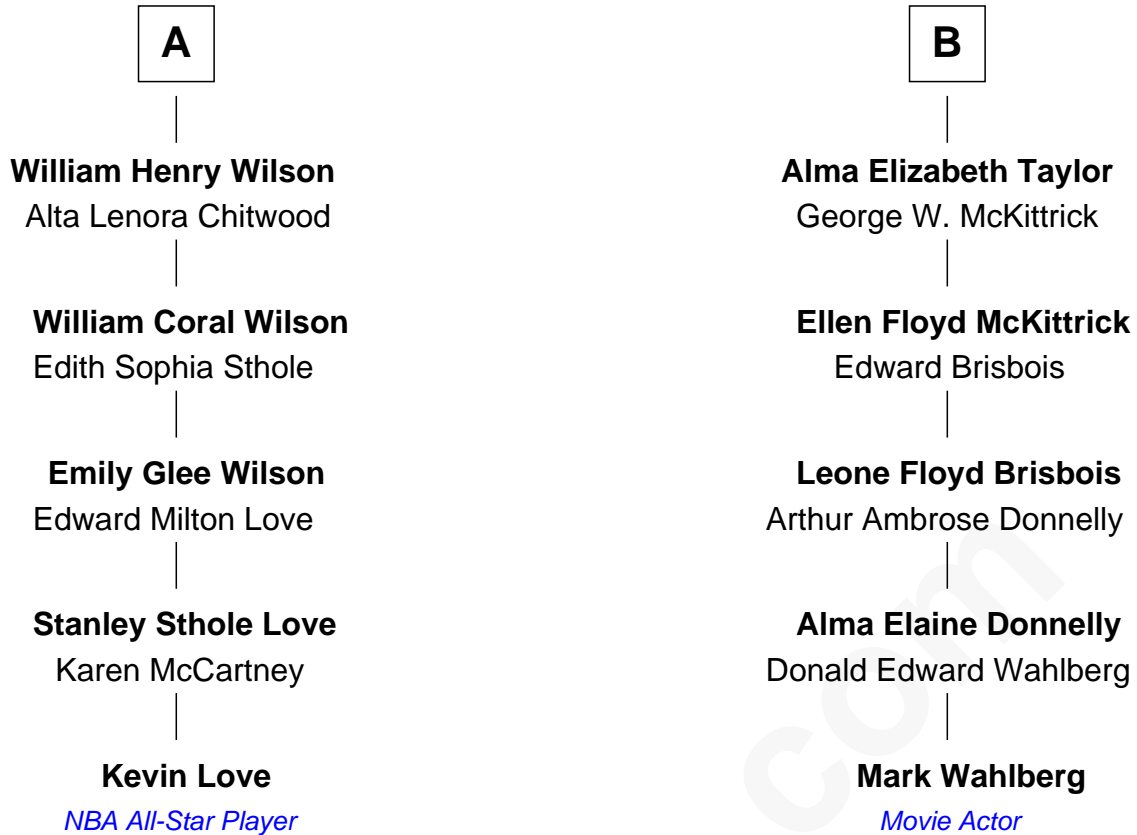 A
William Henry Wilson
Alta Lenora Chitwood
William Coral Wilson
Edith Sophia Sthole
Emily Glee Wilson
Edward Milton Love
Stanley Sthole Love
Karen McCartney
Kevin Love
NBA All-Star Player
B
Alma Elizabeth Taylor
George W. McKittrick
Ellen Floyd McKittrick
Edward Brisbois
Leone Floyd Brisbois
Arthur Ambrose Donnelly
Alma Elaine Donnelly
Donald Edward Wahlberg
Mark Wahlberg
Movie Actor
com